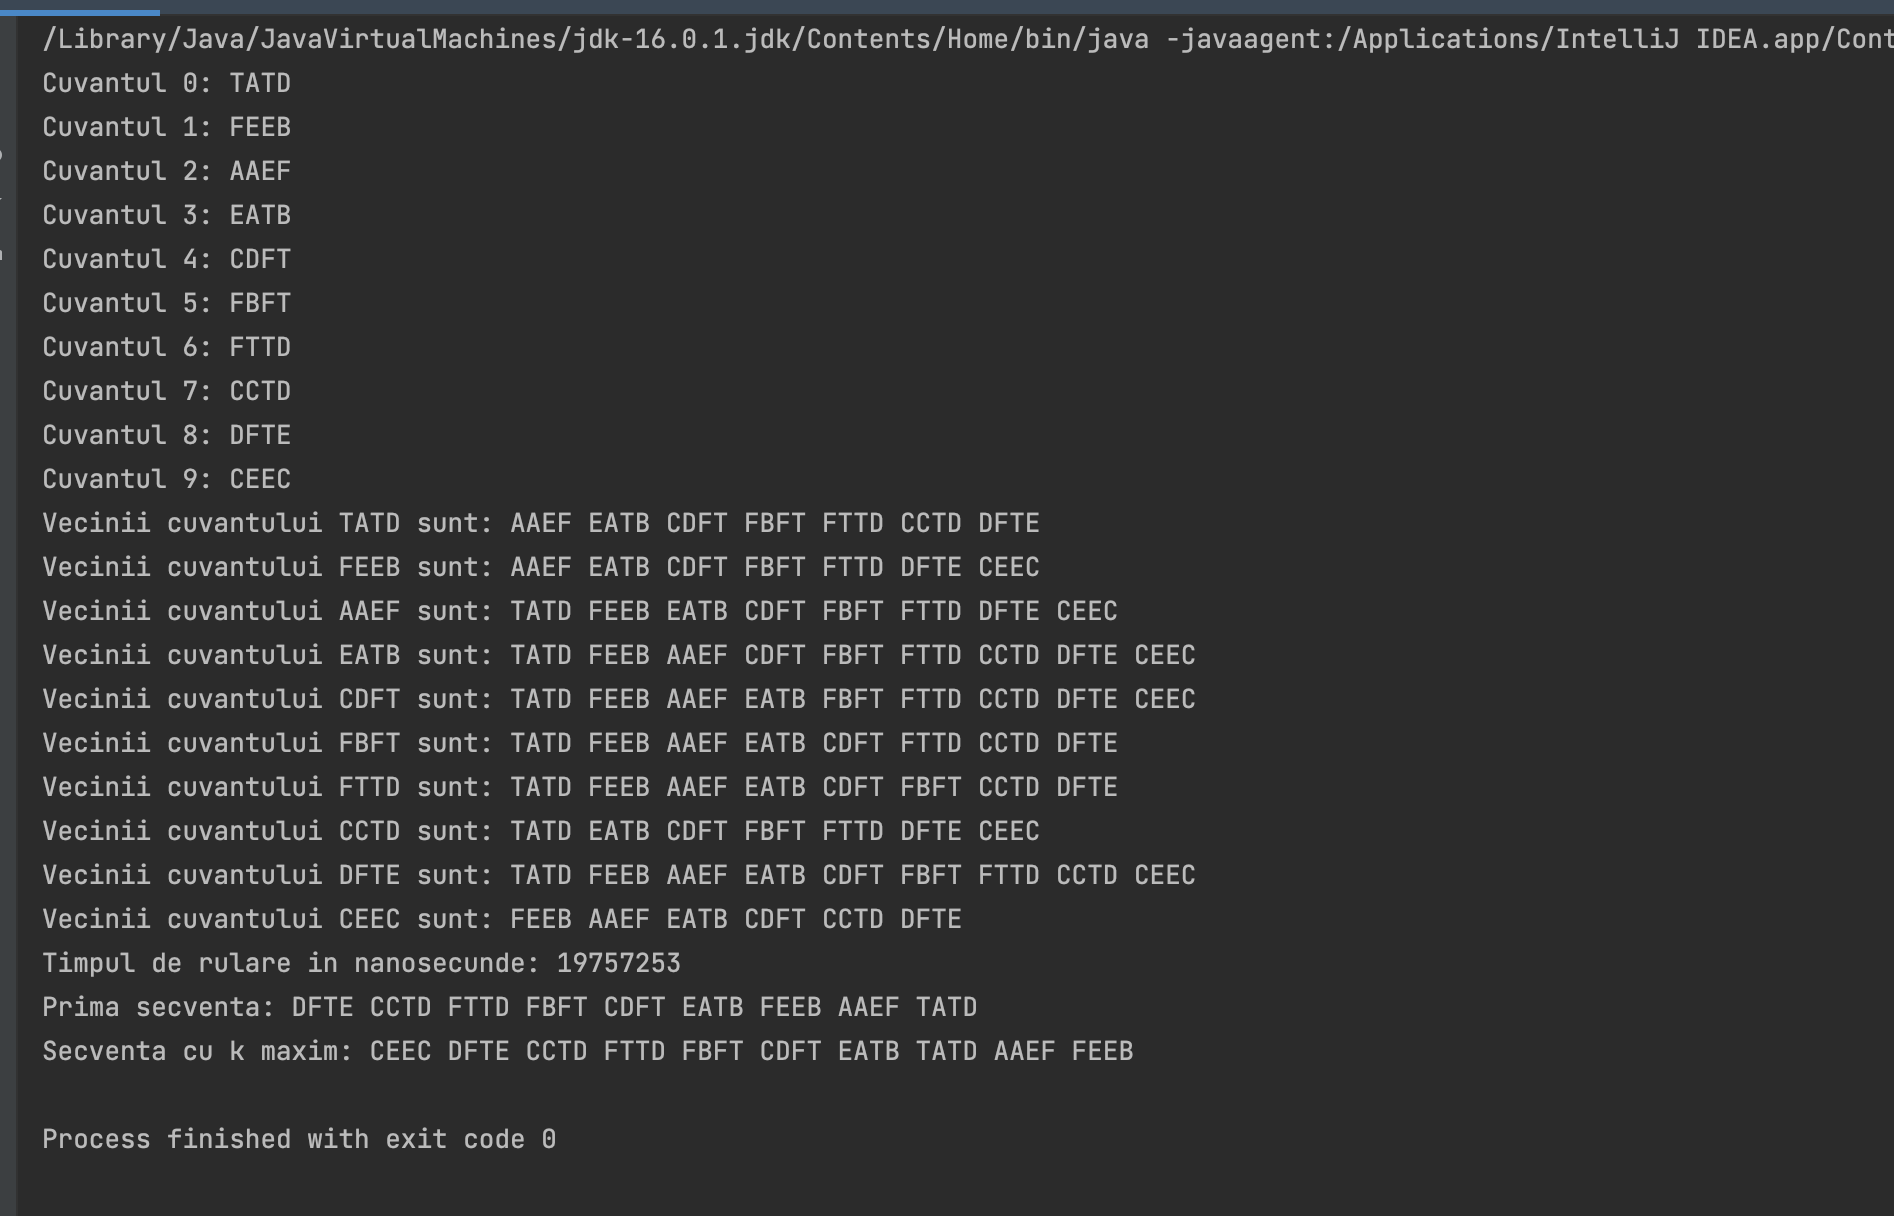 /Library/Java/JavaVirtualMachines/jdk-16.0.1.jdk/Contents/Home/bin/java -javaagent:/Applications/IntelliJ IDEA.app/Cont
Cuvantul 0: TATD
Cuvantul 1: FEEB
Cuvantul 2: AAEF
Cuvantul 3: EATB
Cuvantul 4: CDFT
Cuvantul 5: FBFT
Cuvantul 6: FTTD
Cuvantul 7: CCTD
Cuvantul 8: DFTE
Cuvantul 9: CEEC
Vecinii cuvantului TATD sunt: AAEF EATB CDFT FBFT FTTD CCTD DFTE
Vecinii cuvantului FEEB sunt: AAEF EATB CDFT FBFT FTTD DFTE CEEC
Vecinii cuvantului AAEF sunt: TATD FEEB EATB CDFT FBFT FTTD DFTE CEEC
Vecinii cuvantului EATB sunt: TATD FEEB AAEF CDFT FBFT FTTD CCTD DFTE CEEC
Vecinii cuvantului CDFT sunt: TATD FEEB AAEF EATB FBFT FTTD CCTD DFTE CEEC
Vecinii cuvantului FBFT sunt: TATD FEEB AAEF EATB CDFT FTTD CCTD DFTE
Vecinii cuvantului FTTD sunt: TATD FEEB AAEF EATB CDFT FBFT CCTD DFTE
Vecinii cuvantului CCTD sunt: TATD EATB CDFT FBFT FTTD DFTE CEEC
Vecinii cuvantului DFTE sunt: TATD FEEB AAEF EATB CDFT FBFT FTTD CCTD CEEC
Vecinii cuvantului CEEC sunt: FEEB AAEF EATB CDFT CCTD DFTE
Timpul de rulare in nanosecunde: 19757253
Prima secventa: DFTE CCTD FTTD FBFT CDFT EATB FEEB AAEF TATD
Secventa cu k maxim: CEEC DFTE CCTD FTTD FBFT CDFT EATB TATD AAEF FEEB
Process finished with exit code 0